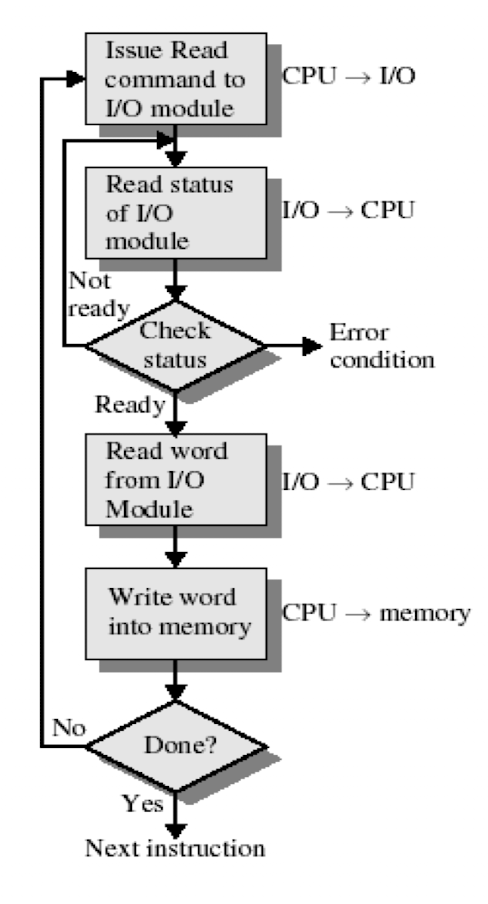 Issue Read
command to
I/O module
CPU → I/O
Read status
of I/O
module
I/O → CPU
Not
ready
Check
status
Error
condition
Ready
Read word
from I/O
Module
I/O → CPU
Write word
into memory
CPU → memory
No
Done?
Yes
Next instruction